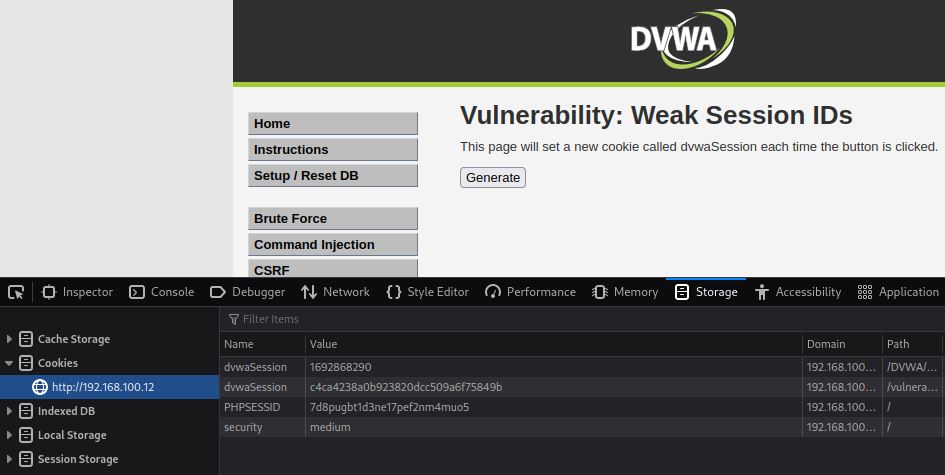 DVWA
Home
Instructions
Setup / Reset DB
Brute Force
Command Injection
CSRF
Vulnerability: Weak Session IDs
This page will set a new cookie called dvwaSession each time the button is clicked.
Generate
Inspector Console Debugger Network Style Editor Performance Memory Storage Accessibility Application
Cache Storage
Cookies
http://192.168.100.12
Indexed DB
Local Storage
Session Storage
Filter Items
Name Value Domain Path
dvwaSession 1692868290 192.168.100... /DVWA/...
dvwaSession c4ca4238a0b923820dcc509a6f75849b 192.168.100... /vulnera...
PHPSESSID 7d8pugbt1d3ne17pef2nm4muo5 192.168.100... /
security medium 192.168.100... /